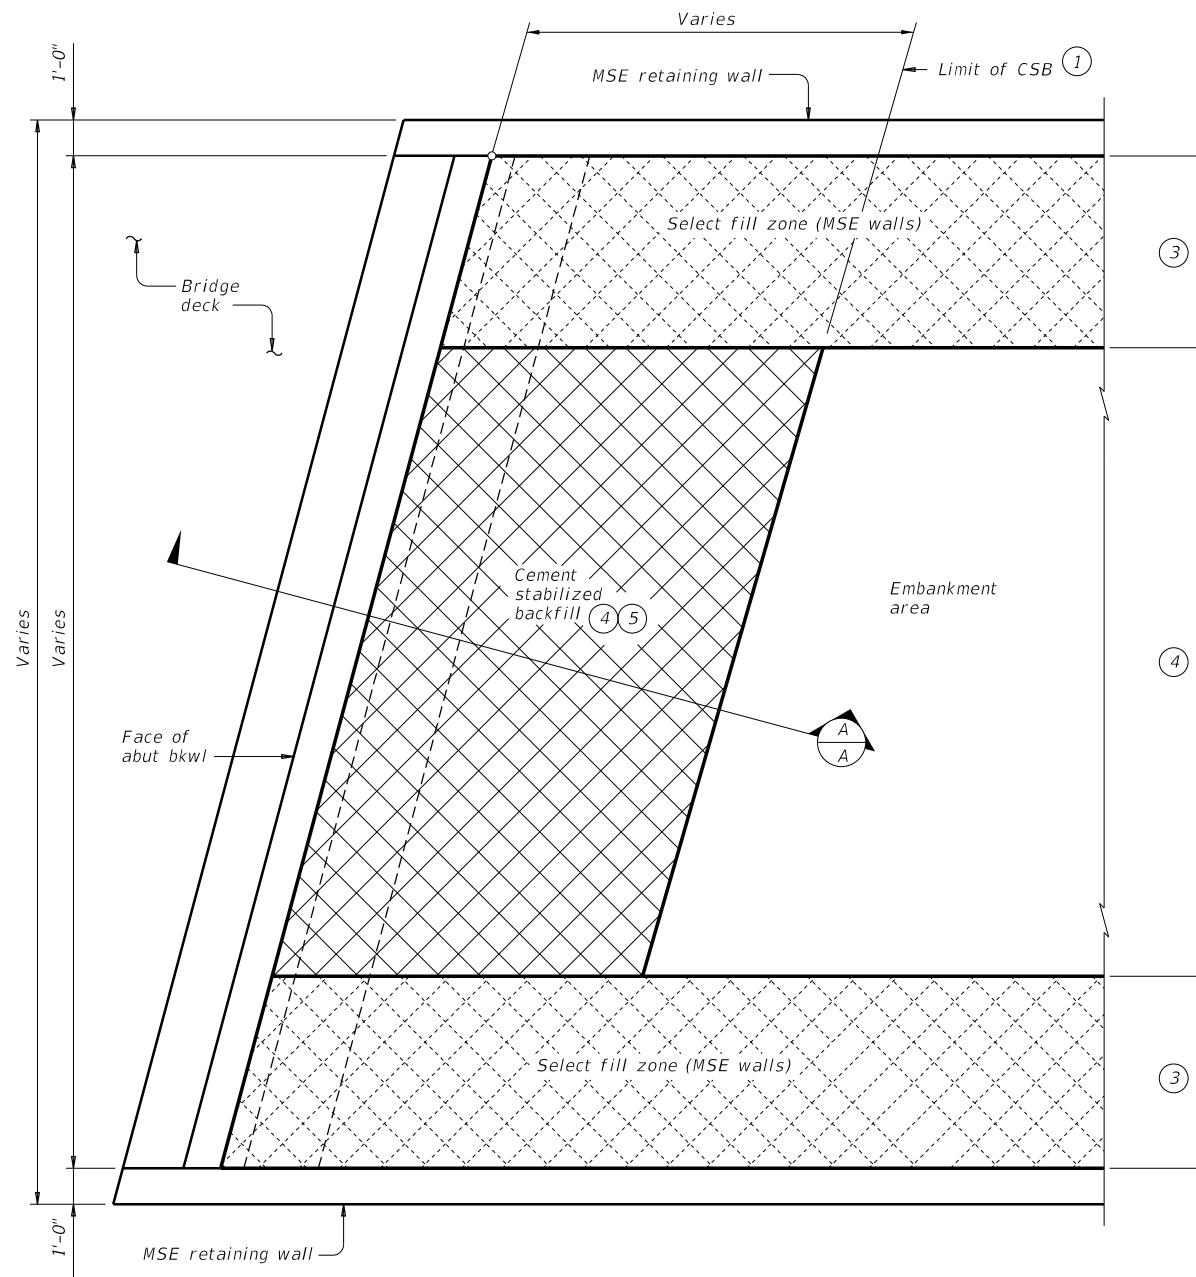 Varies
1'-0"
MSE retaining wall
Limit of CSB 1
Select fill zone (MSE walls)
3
Bridge
deck
Cement
stabilized
backfill 4 5
Embankment
area
Varies
Varies
4
A
A
Face of
abut bkwl
Select fill zone (MSE walls)
3
1'-0"
MSE retaining wall